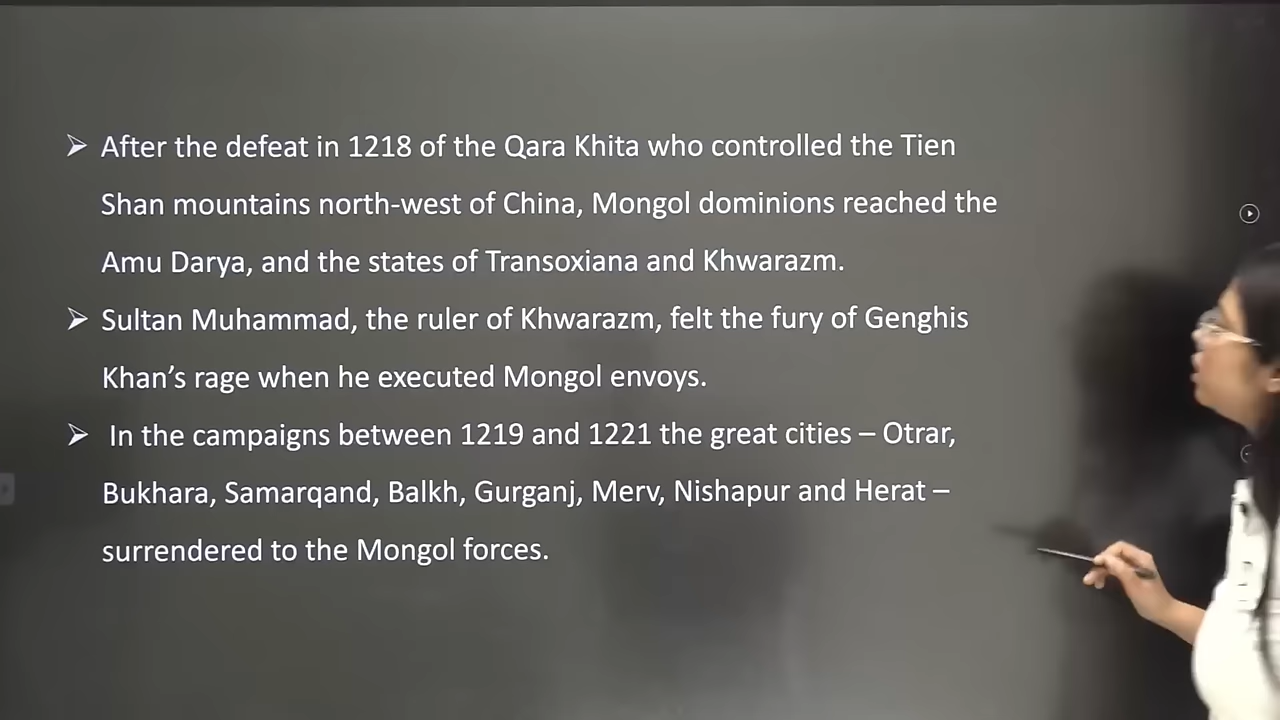 ➢ After the defeat in 1218 of the Qara Khita who controlled the Tien
Shan mountains north-west of China, Mongol dominions reached the
Amu Darya, and the states of Transoxiana and Khwarazm.
➢ Sultan Muhammad, the ruler of Khwarazm, felt the fury of Genghis
Khan’s rage when he executed Mongol envoys.
➢ In the campaigns between 1219 and 1221 the great cities – Otrar,
Bukhara, Samarqand, Balkh, Gurganj, Merv, Nishapur and Herat –
surrendered to the Mongol forces.